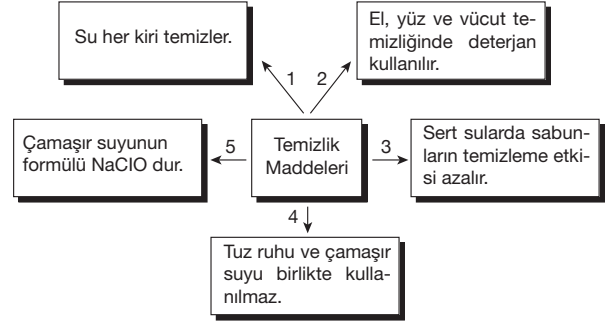 Su her kiri temizler.
El, yüz ve vücut te-
mizliğinde deterjan
kullanılır.
1
2
Çamaşır suyunun
formülü NaClO dur.
5
Temizlik
Maddeleri
3
Sert sularda sabun-
ların temizleme etki-
si azalır.
4
Tuz ruhu ve çamaşır
suyu birlikte kulla-
nılmaz.